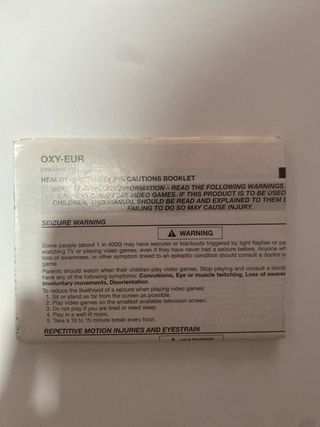 OXY-EUR
HEALTH PRECAUTIONS BOOKLET
INFORMATION – READ THE FOLLOWING WARNINGS
PLAY VIDEO GAMES. IF THIS PRODUCT IS TO BE USED
CHILDREN, THIS MANUAL SHOULD BE READ AND EXPLAINED TO THEM
FAILING TO DO SO MAY CAUSE INJURY.
SEIZURE WARNING
⚠ WARNING
Some people (about 1 in 4000) may have seizures or blackouts triggered by light flashes or pa
watching TV or playing video games, even if they have never had a seizure before. Anyone wh
loss of awareness, or other symptom linked to an epileptic condition should consult a doctor b
game.
Parents should watch when their children play video games. Stop playing and consult a doctor
have any of the following symptoms: Convulsions, Eye or muscle twitching, Loss of awaren
Involuntary movements, Disorientation.
To reduce the likelihood of a seizure when playing video games:
1. Sit or stand as far from the screen as possible.
2. Play video games on the smallest available television screen.
3. Do not play if you are tired or need sleep.
4. Play in a well-lit room.
5. Take a 10 to 15 minute break every hour.
REPETITIVE MOTION INJURIES AND EYESTRAIN
⚠ WARNING